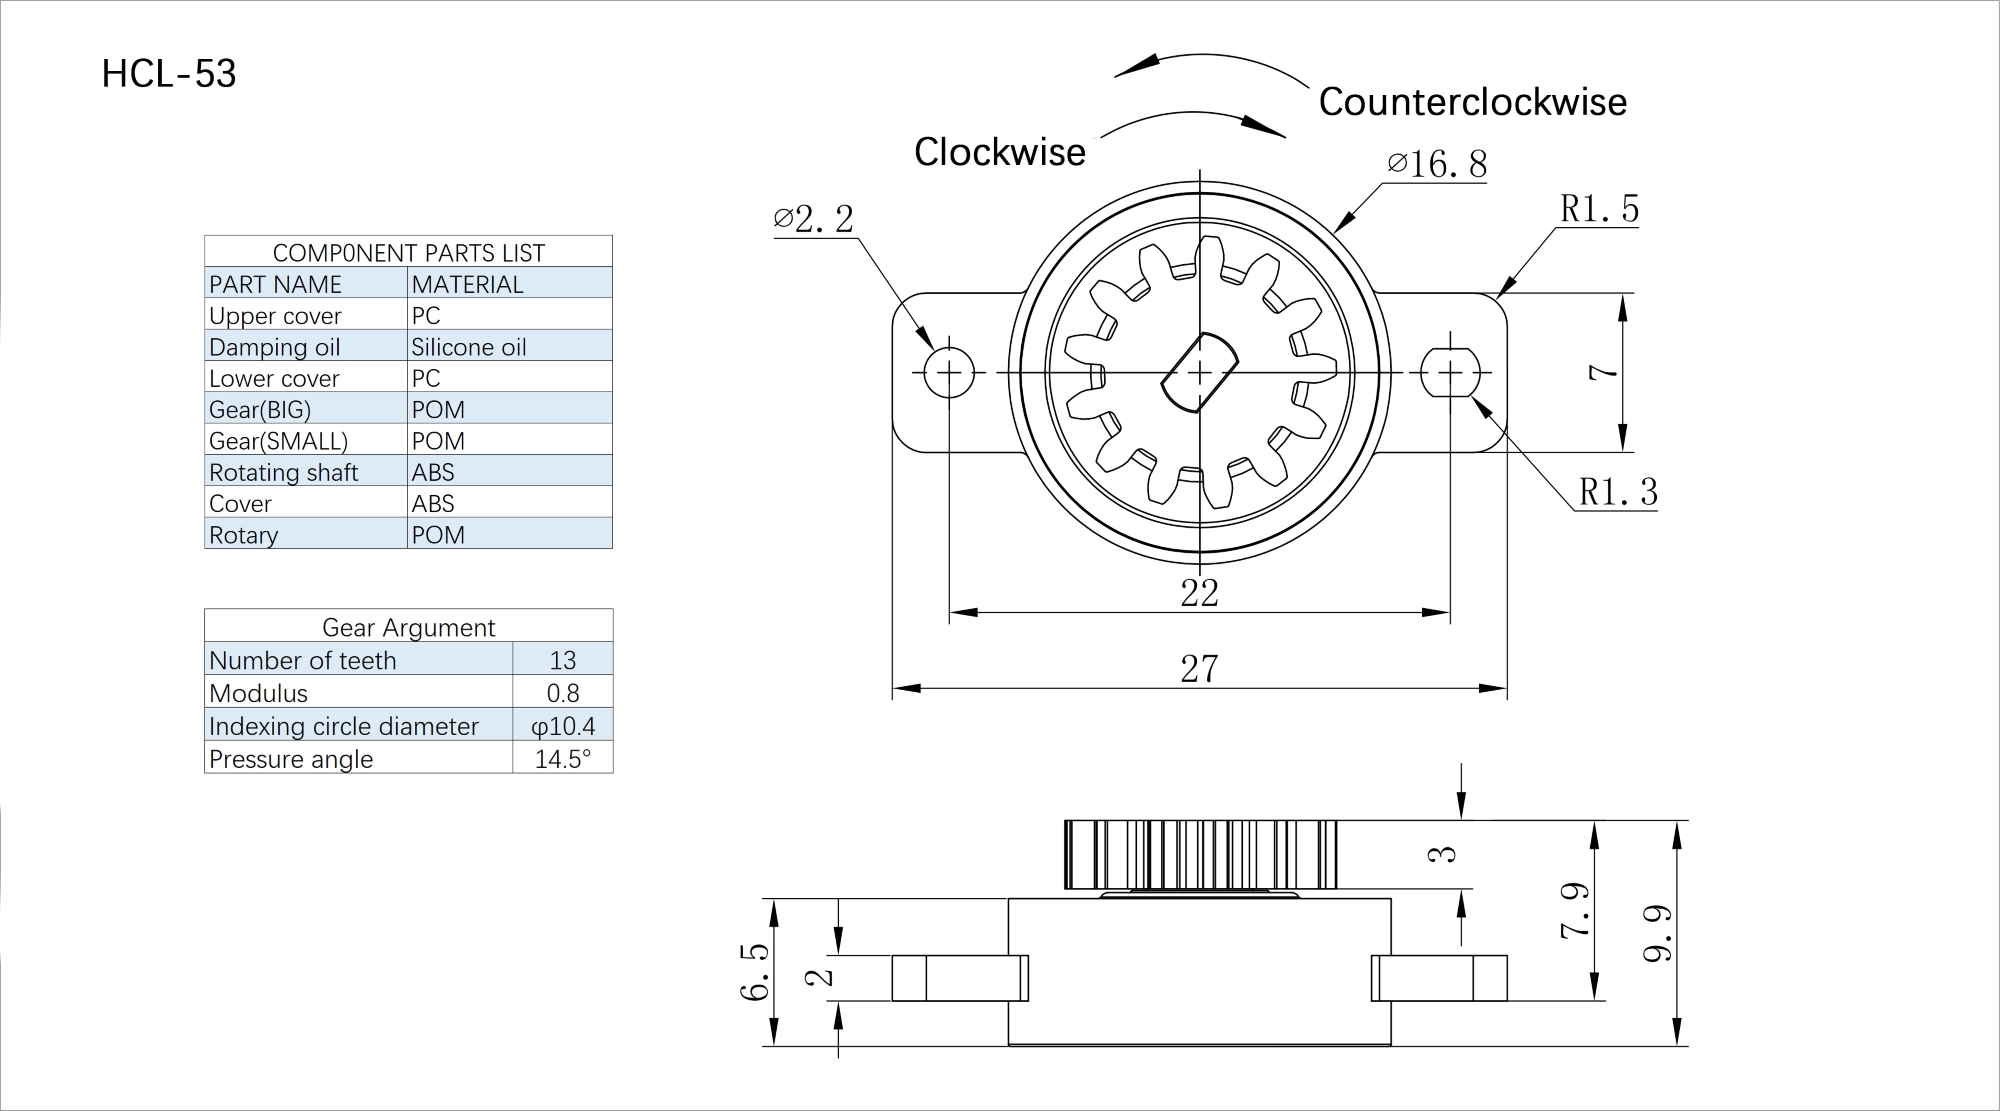 HCL-53
Counterclockwise
Clockwise
⌀16.8
R1.5
⌀2.2
COMP0NENT PARTS LIST
PART NAME MATERIAL
Upper cover PC
Damping oil Silicone oil
Lower cover PC
Gear(BIG) POM
Gear(SMALL) POM
Rotating shaft ABS
Cover ABS
Rotary POM
7
R1.3
22
27
Gear Argument
Number of teeth 13
Modulus 0.8
Indexing circle diameter φ10.4
Pressure angle 14.5°
3
7.9
9.9
6.5
2